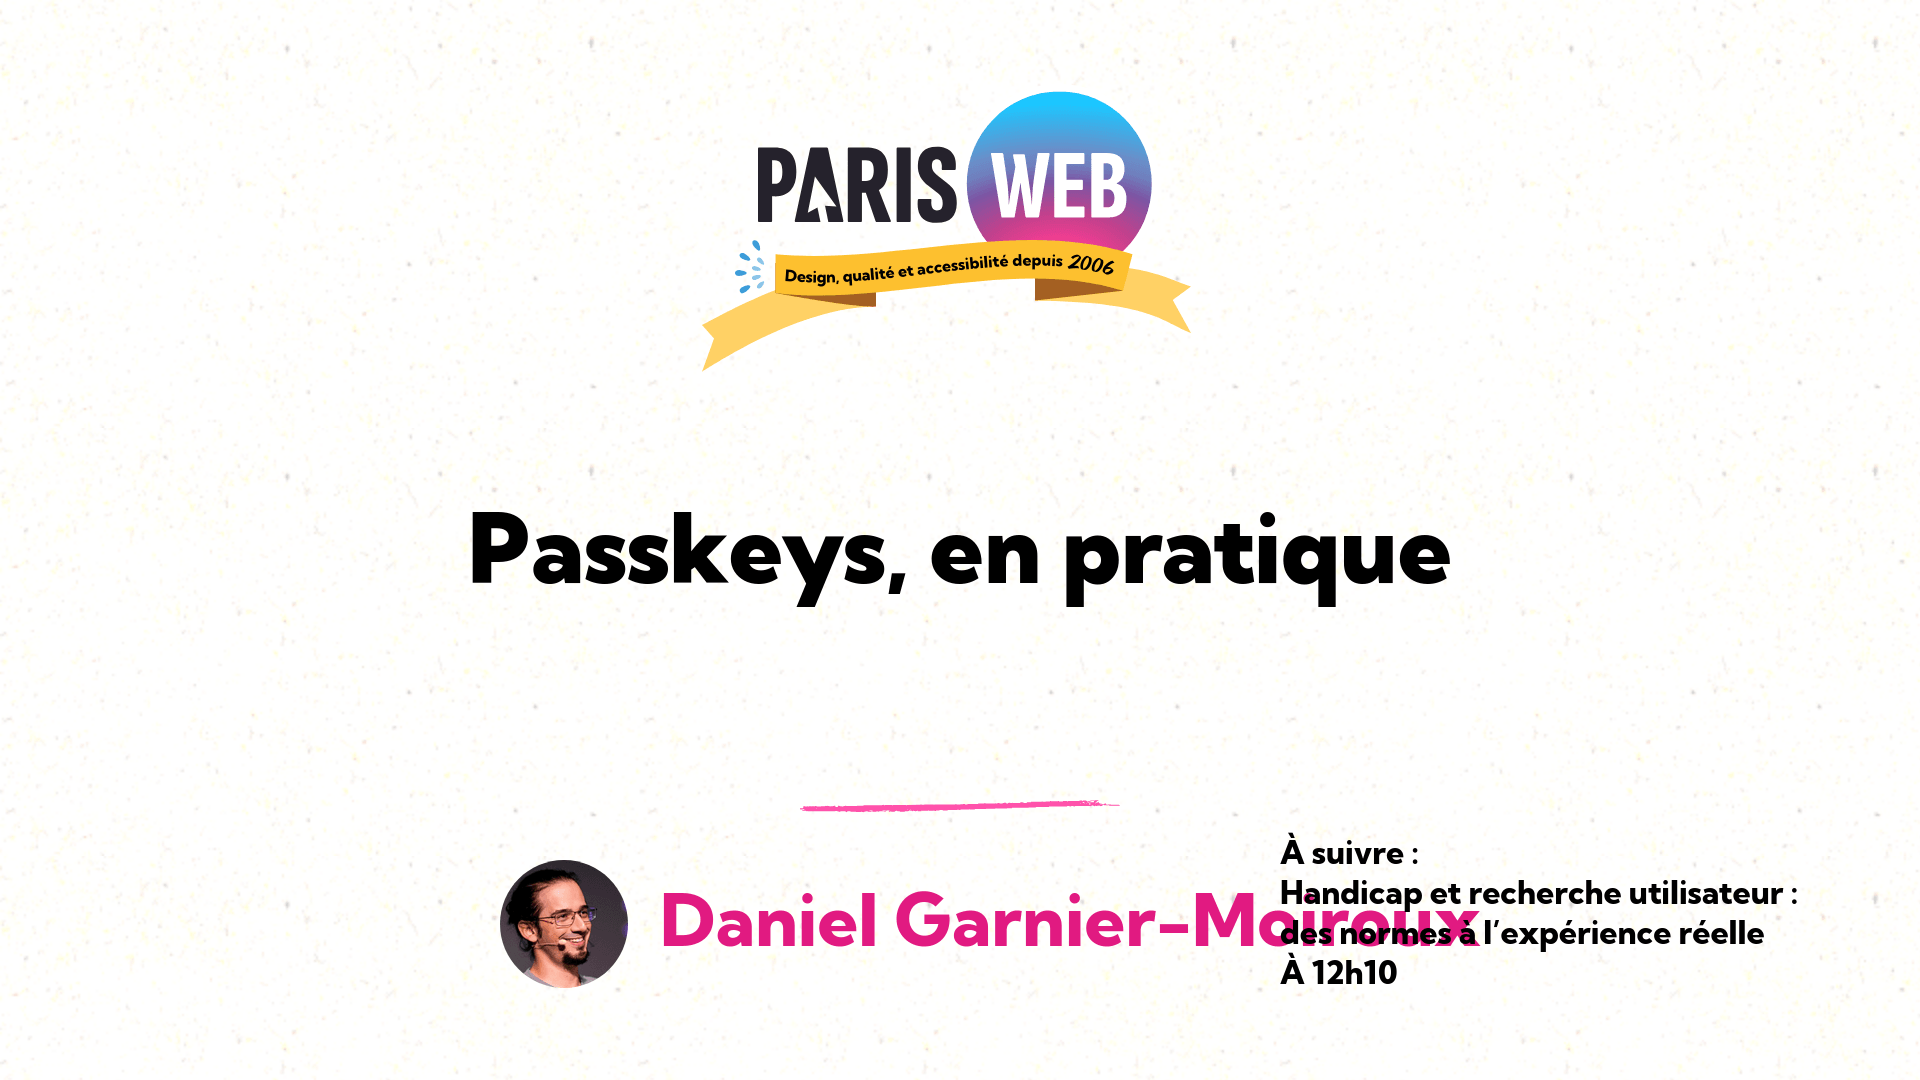 PARIS WEB
Design, qualité et accessibilité depuis 2006
Passkeys, en pratique
Daniel Garnier-Moiroux
À suivre :
Handicap et recherche utilisateur :
des normes à l’expérience réelle
À 12h10